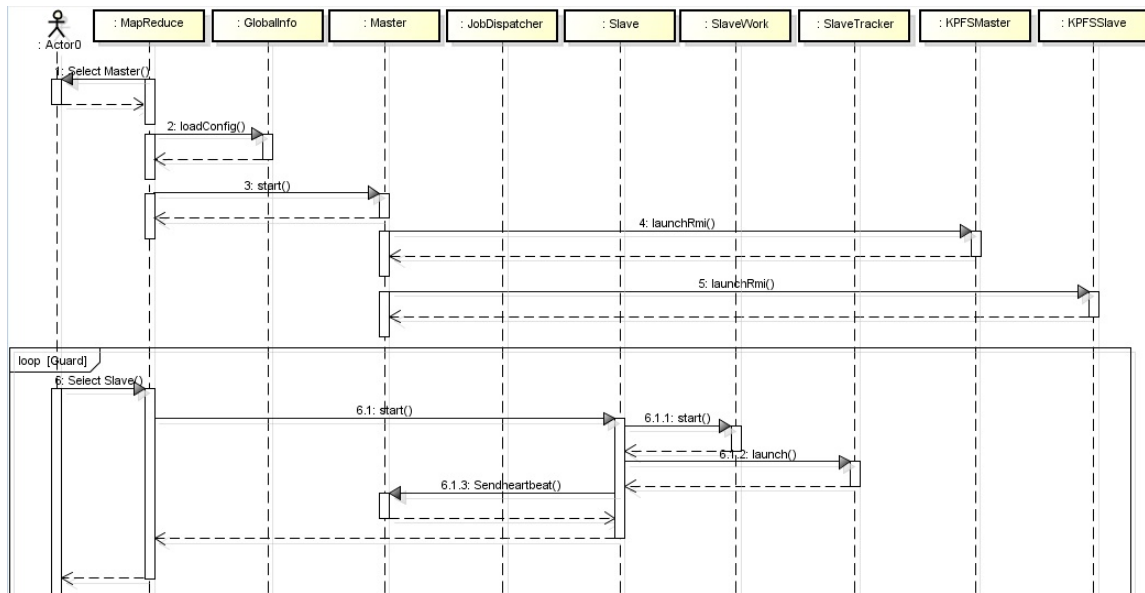 : Actor0
: MapReduce
: GlobalInfo
: Master
: JobDispatcher
: Slave
: SlaveWork
: SlaveTracker
: KPFSMaster
: KPFSSlave
1: Select Master()
2: loadConfig()
3: start()
4: launchRmi()
5: launchRmi()
loop [Guard]
6: Select Slave()
6.1: start()
6.1.1: start()
6.1.2: launch()
6.1.3: Sendheartbeat()